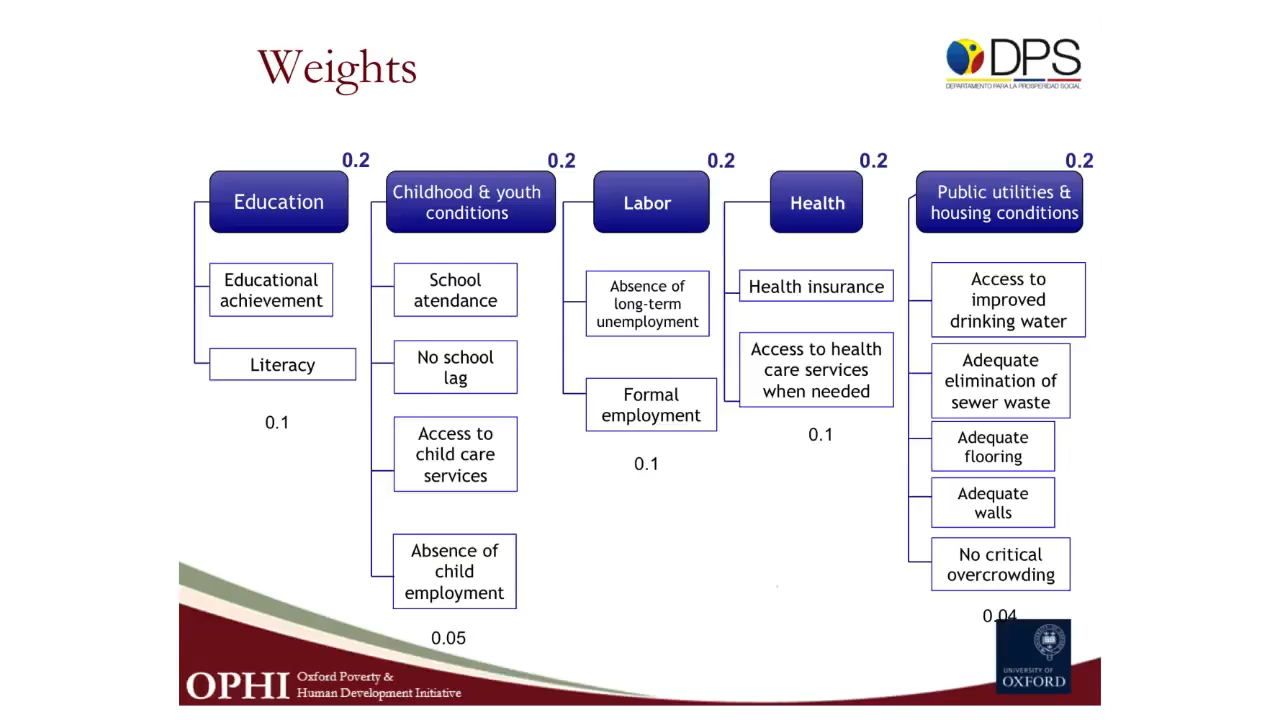 Weights
DPS
DEPARTAMENTO PARA LA PROSPERIDAD SOCIAL
0.2
Education
Educational
achievement
Literacy
0.1
0.2
Childhood & youth
conditions
School
atendance
No school
lag
Access to
child care
services
Absence of
child
employment
0.05
0.2
Labor
Absence of
long-term
unemployment
Formal
employment
0.1
0.2
Health
Health insurance
Access to health
care services
when needed
0.1
0.2
Public utilities &
housing conditions
Access to
improved
drinking water
Adequate
elimination of
sewer waste
Adequate
flooring
Adequate
walls
No critical
overcrowding
0.04
OPHI
Oxford Poverty &
Human Development Initiative
UNIVERSITY OF
OXFORD